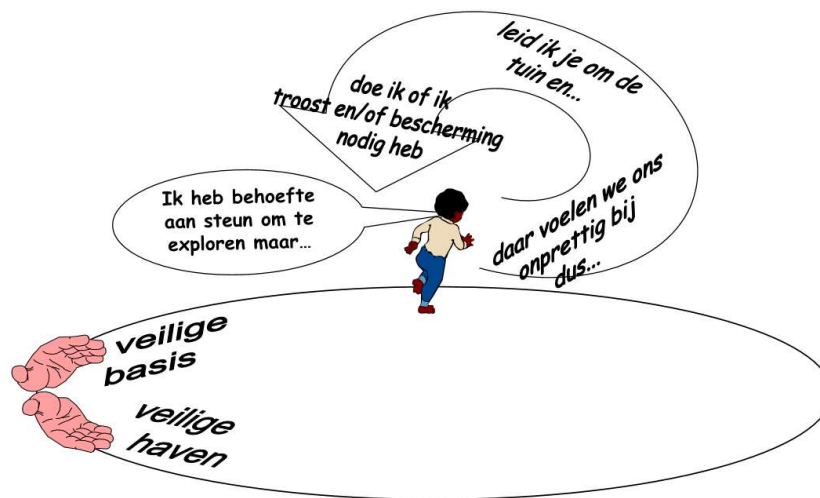 Ik heb behoefte
aan steun om te
exploreren maar...
daar voelen we ons
onprettig bij
dus...
leid ik je om de
tuin en...
doe ik of ik
troost en/of bescherming
nodig heb
veilige
basis
veilige
haven